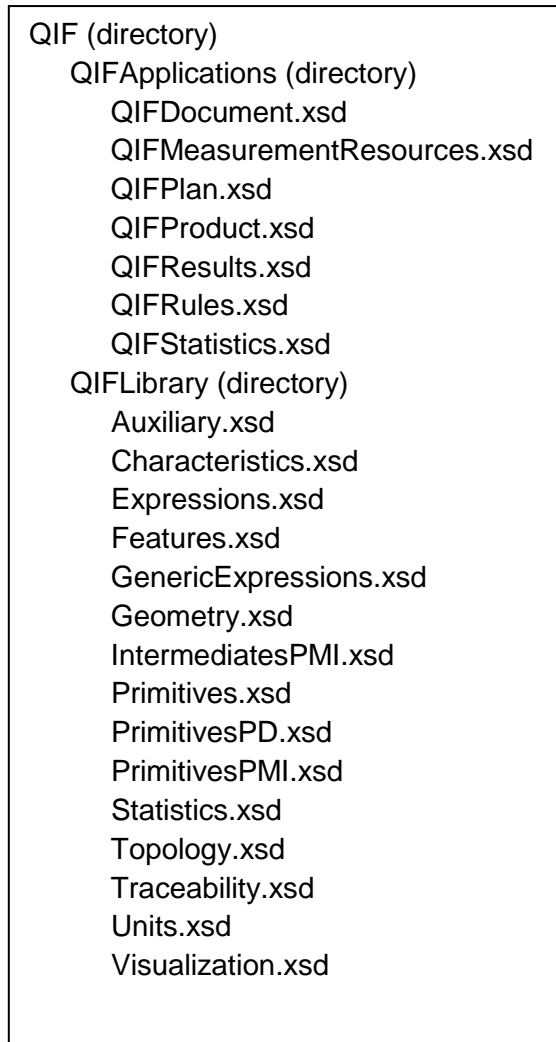 QIF (directory)
QIFApplications (directory)
QIFDocument.xsd
QIFMeasurementResources.xsd
QIFPlan.xsd
QIFProduct.xsd
QIFResults.xsd
QIFRules.xsd
QIFStatistics.xsd
QIFLibrary (directory)
Auxiliary.xsd
Characteristics.xsd
Expressions.xsd
Features.xsd
GenericExpressions.xsd
Geometry.xsd
IntermediatesPMI.xsd
Primitives.xsd
PrimitivesPD.xsd
PrimitivesPMI.xsd
Statistics.xsd
Topology.xsd
Traceability.xsd
Units.xsd
Visualization.xsd